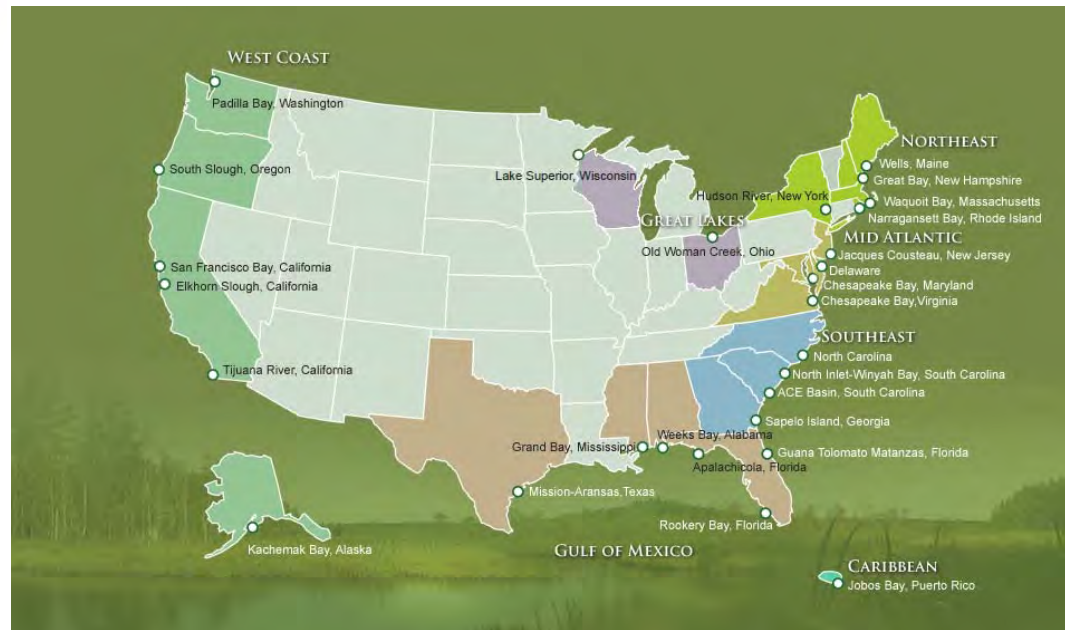 WEST COAST
Padilla Bay, Washington
South Slough, Oregon
San Francisco Bay, California
Elkhorn Slough, California
Tijuana River, California
Kachemak Bay, Alaska
Lake Superior, Wisconsin
GREAT LAKES
Old Woman Creek, Ohio
Hudson River, New York
NORTHEAST
Wells, Maine
Great Bay, New Hampshire
Waquoit Bay, Massachusetts
Narragansett Bay, Rhode Island
MID ATLANTIC
Jacques Cousteau, New Jersey
Delaware
Chesapeake Bay, Maryland
Chesapeake Bay,Virginia
SOUTHEAST
North Carolina
North Inlet-Winyah Bay, South Carolina
ACE Basin, South Carolina
Sapelo Island, Georgia
Guana Tolomato Matanzas, Florida
Weeks Bay, Alabama
Grand Bay, Mississippi
Apalachicola, Florida
Mission-Aransas,Texas
Rookery Bay, Florida
GULF OF MEXICO
CARIBBEAN
Jobos Bay, Puerto Rico